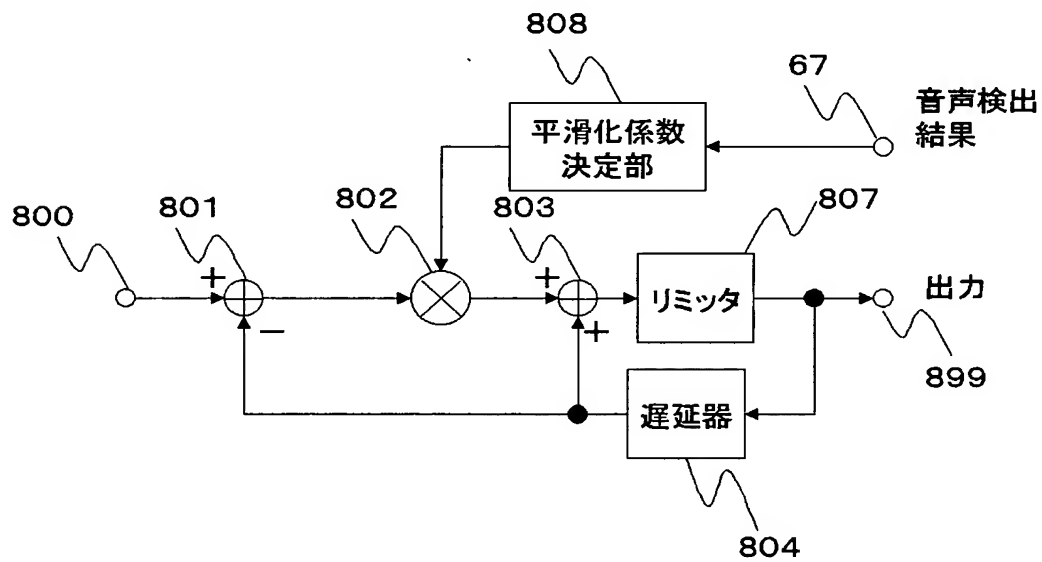 808
67
音声検出
結果
平滑化係数
決定部
800
801
802
803
807
+
−
+
+
リミッタ
出力
899
遅延器
804